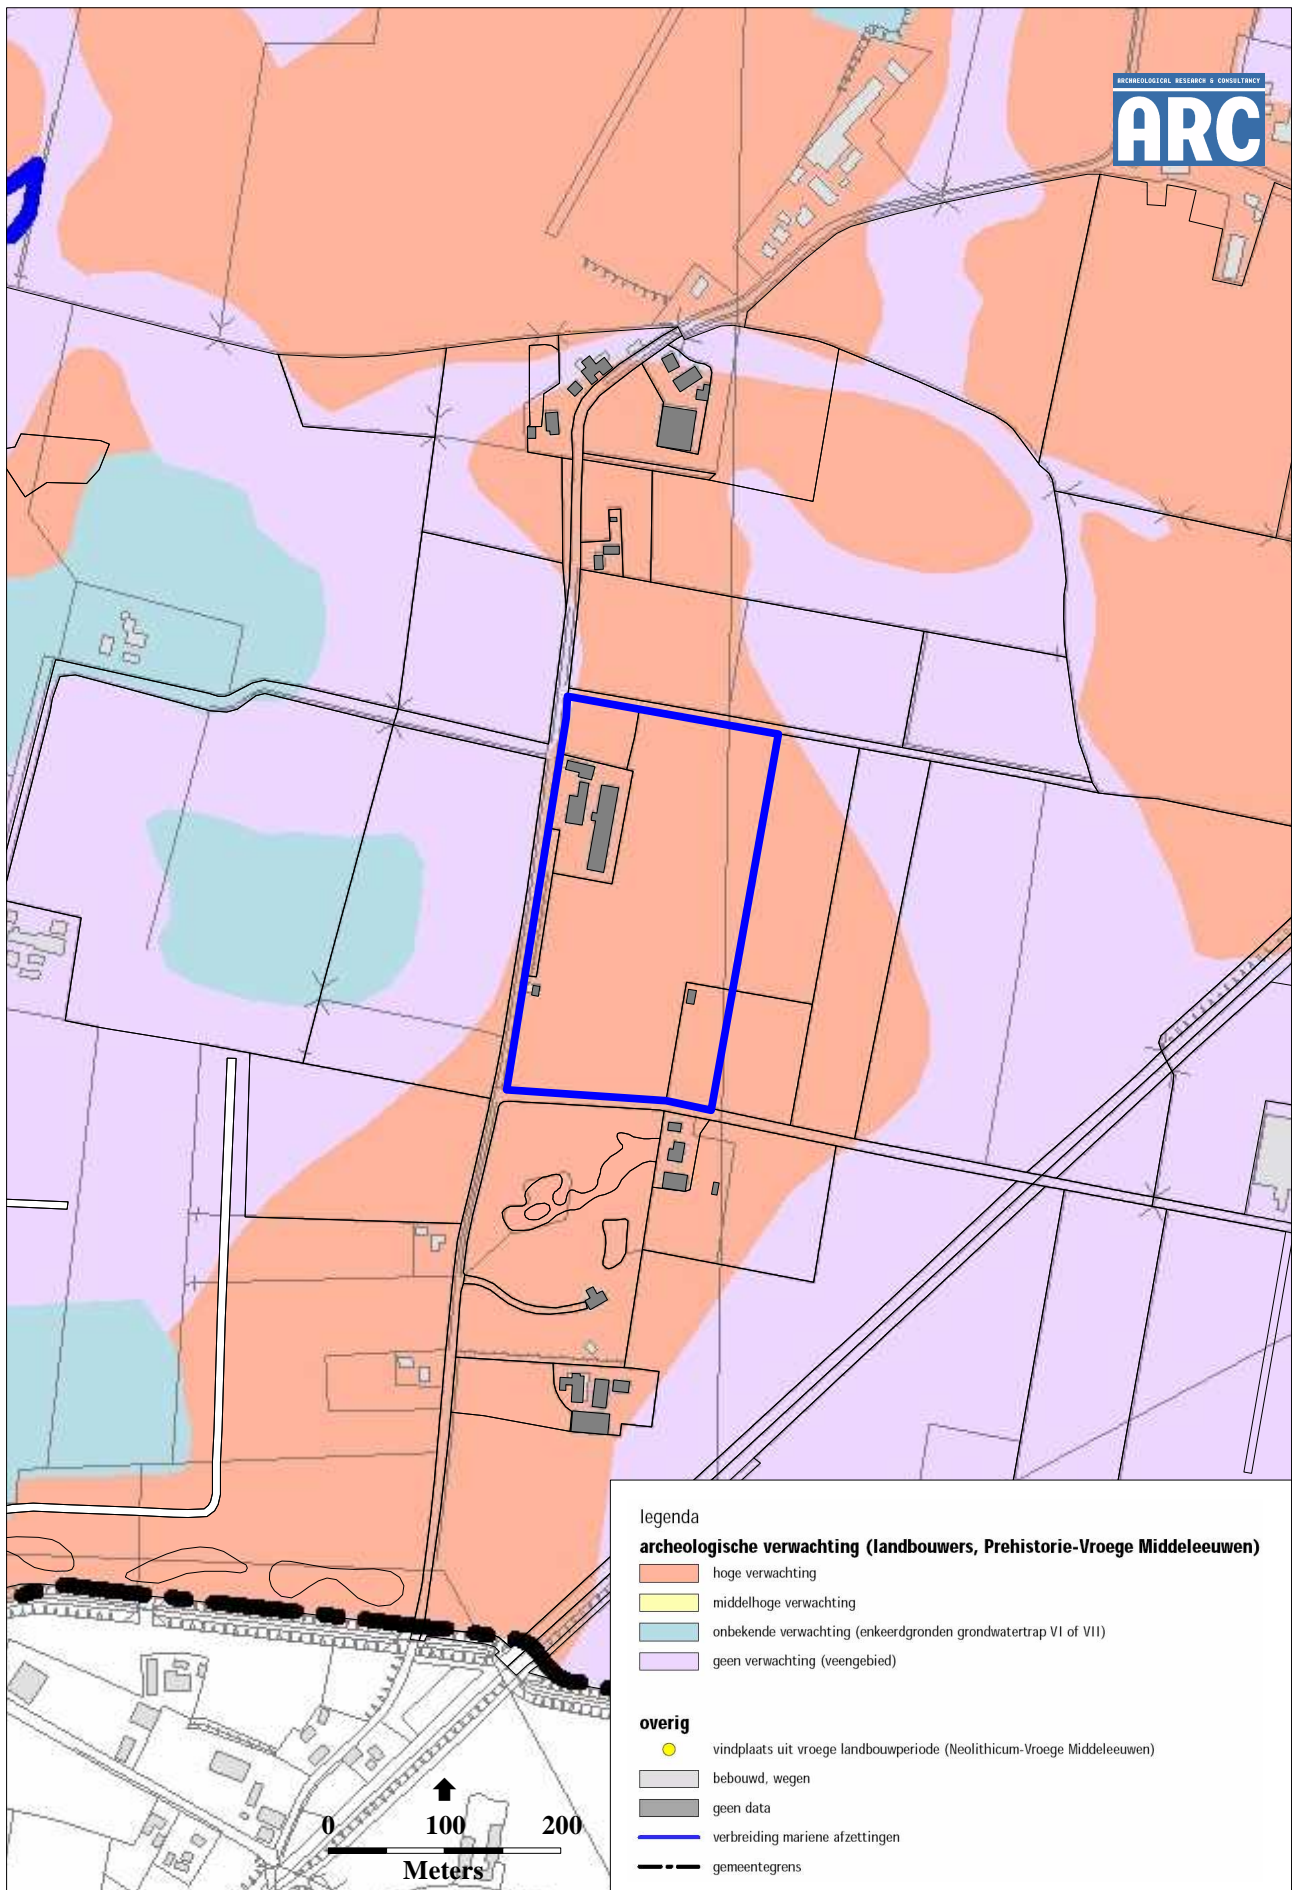 ARCHAEOLOGICAL RESEARCH & CONSULTANCY
ARC
legenda
archeologische verwachting (landbouwers, Prehistorie-Vroege Middeleeuwen)
hoge verwachting
middelhoge verwachting
onbekende verwachting (enkeerdgronden grondwatertrap VI of VII)
geen verwachting (veengebied)
overig
vindplaats uit vroege landbouwperiode (Neolithicum-Vroege Middeleeuwen)
bebouwd, wegen
geen data
verbreiding mariene afzettingen
gemeentegrens
0 100 200
Meters